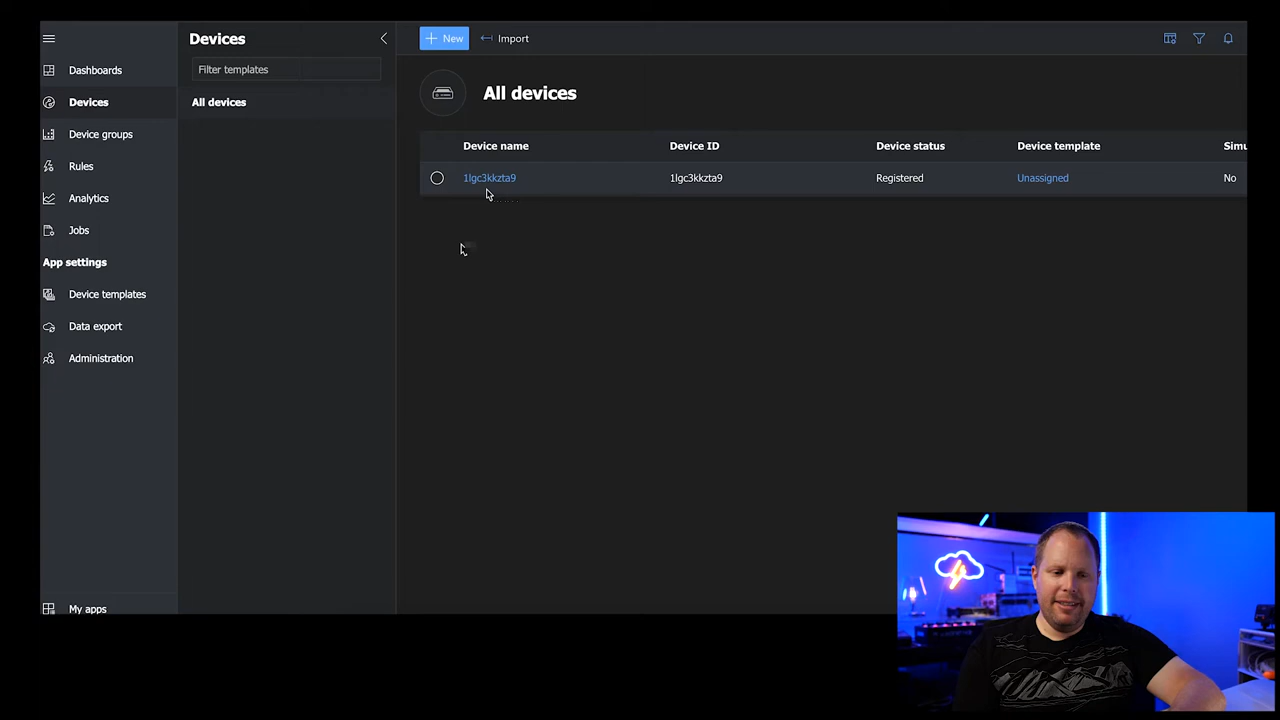 Dashboards
Devices
Device groups
Rules
Analytics
Jobs
App settings
Device templates
Data export
Administration
My apps
Devices
Filter templates
All devices
New
Import
All devices
Device name Device ID Device status Device template Simu
1lgc3kkzta9 1lgc3kkzta9 Registered Unassigned No